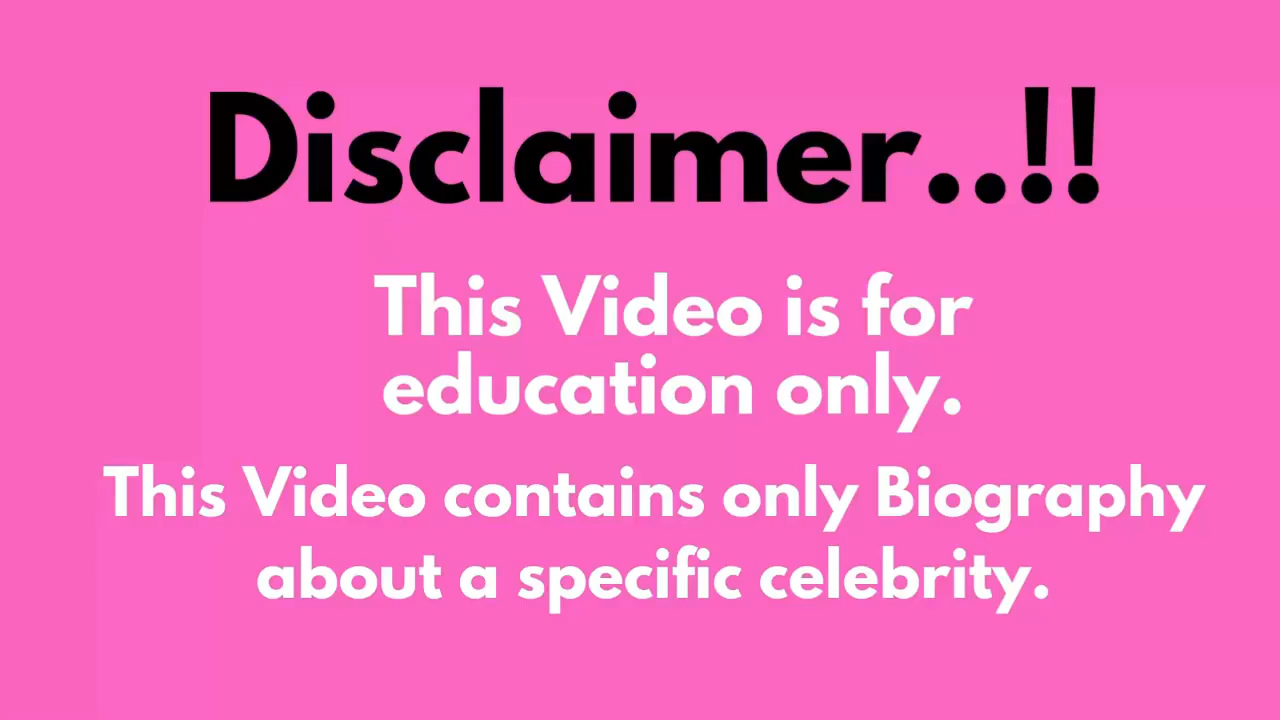 Disclaimer..!!
This Video is for
education only.
This Video contains only Biography
about a specific celebrity.